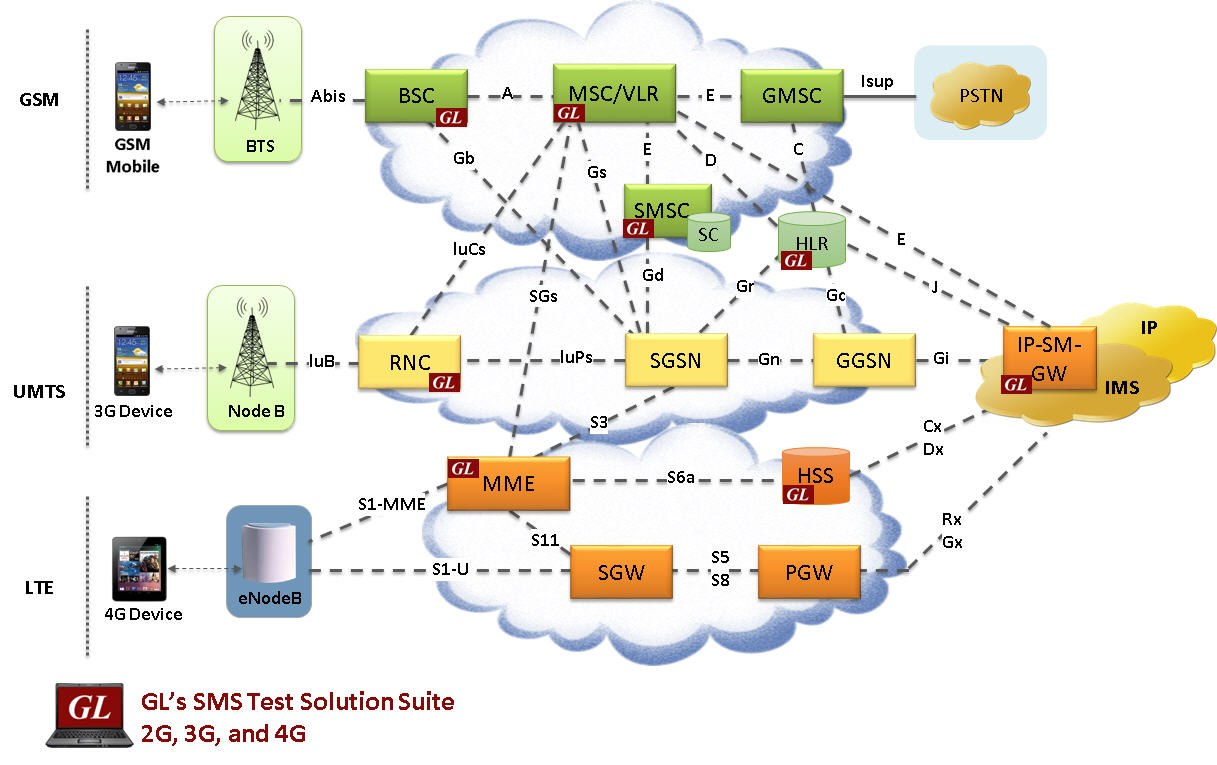 GSM
GSM
Mobile
BTS
Abis
BSC
GL
A
MSC/VLR
GL
E
GMSC
Isup
PSTN
Gb
Gs
E
D
C
SMSC
GL
SC
HLR
GL
IuCs
SGs
Gd
Gr
Gc
E
J
UMTS
3G Device
Node B
IuB
RNC
GL
IuPs
SGSN
Gn
GGSN
Gi
IP-SM-
GW
GL
IP
IMS
S3
Cx
Dx
GL
MME
S6a
HSS
GL
S1-MME
S11
Rx
Gx
LTE
4G Device
eNodeB
S1-U
SGW
S5
S8
PGW
GL
GL's SMS Test Solution Suite
2G, 3G, and 4G